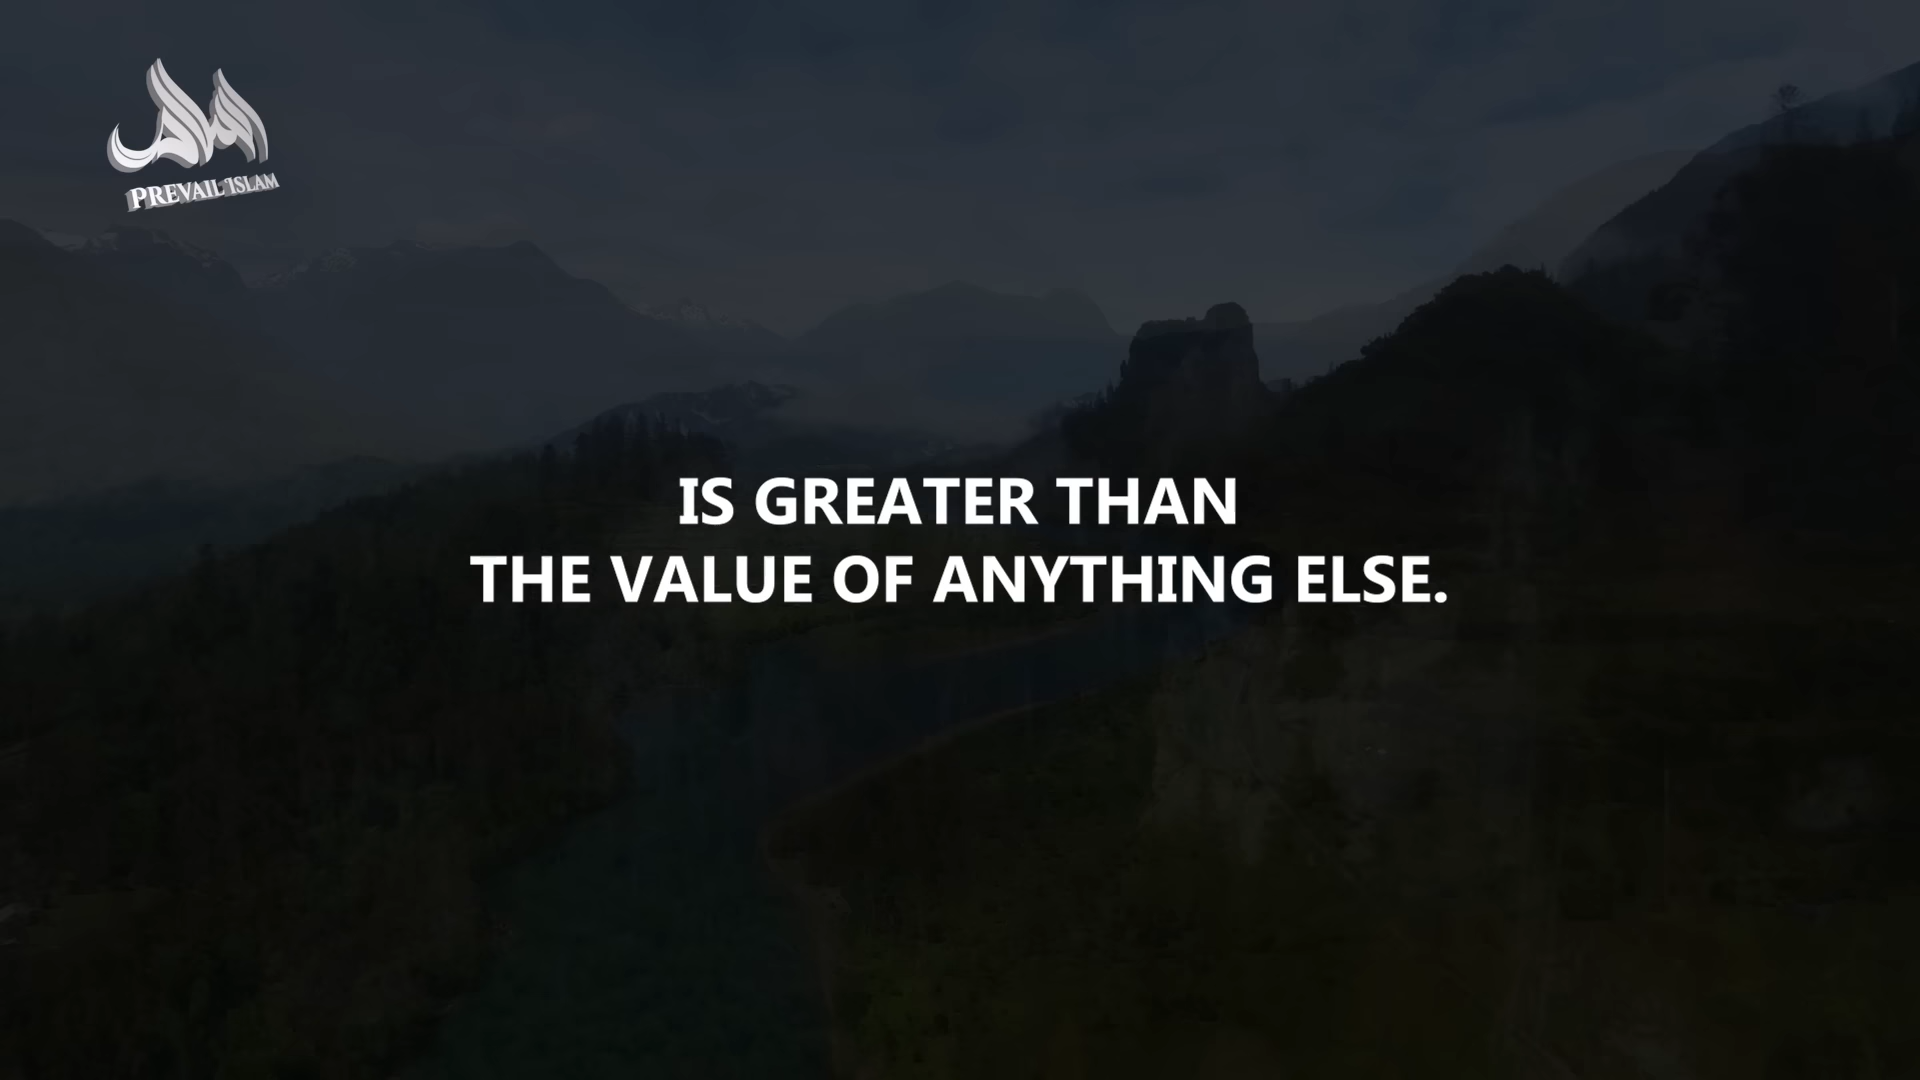 PREVAIL ISLAM
IS GREATER THAN
THE VALUE OF ANYTHING ELSE.